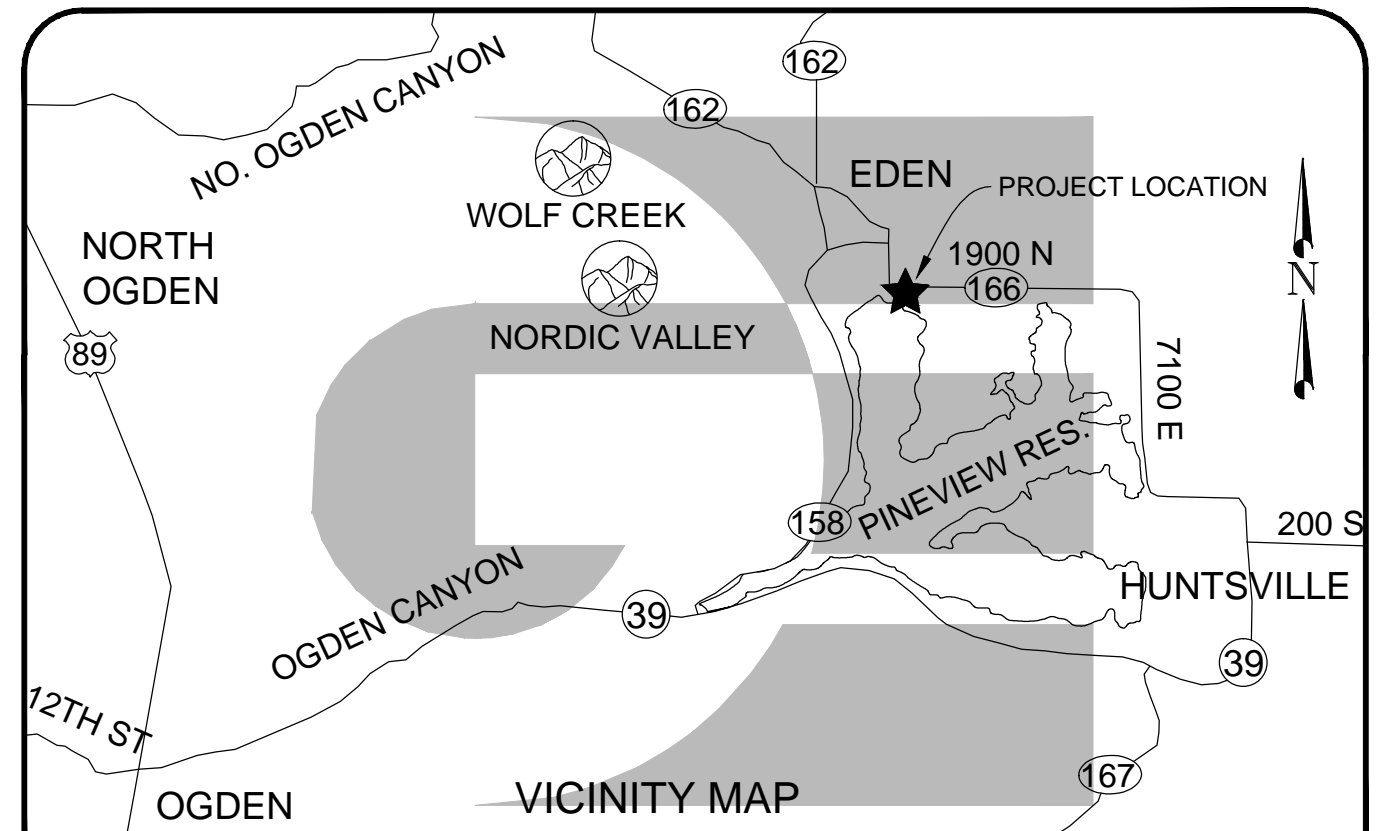 162
162
NO. OGDEN CANYON
EDEN
PROJECT LOCATION
WOLF CREEK
NORTH
OGDEN
1900 N
166
N
NORDIC VALLEY
89
7100 E
PINEVIEW RES.
158
200 S
OGDEN CANYON
HUNTSVILLE
39
39
12TH ST
167
OGDEN
VICINITY MAP